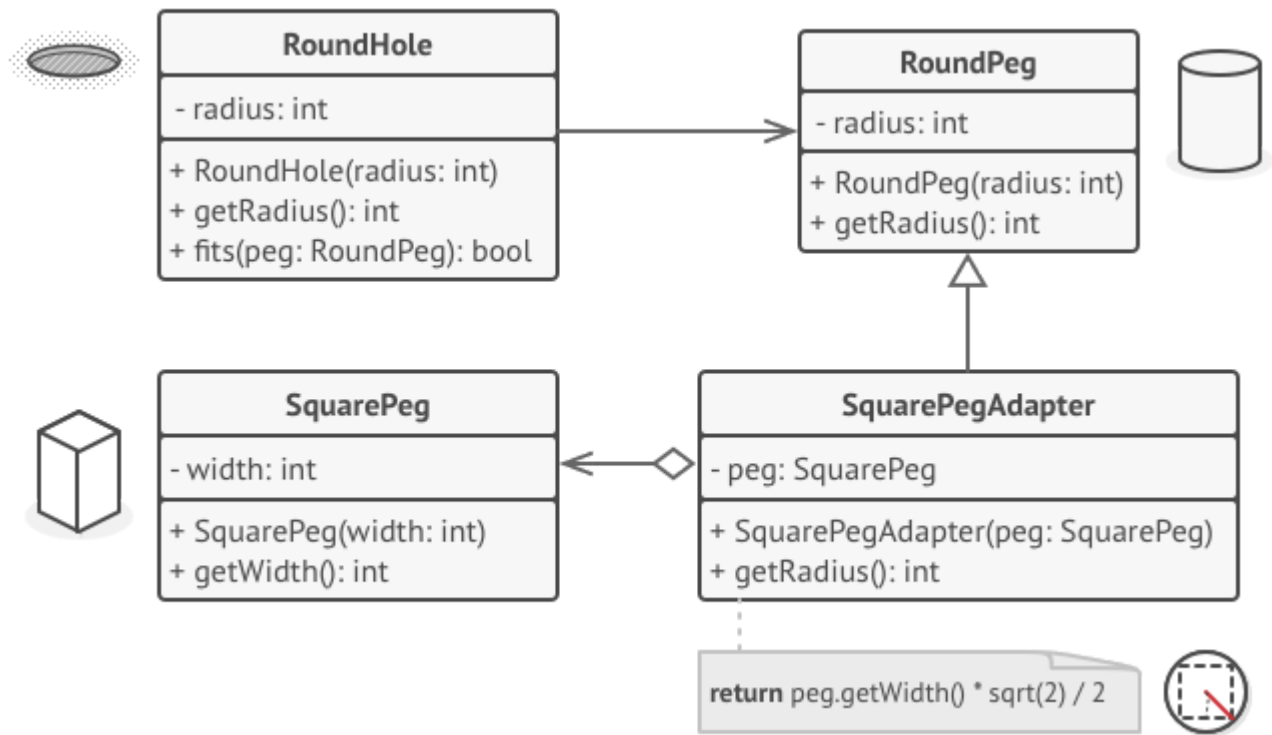 RoundHole
- radius: int
+ RoundHole(radius: int)
+ getRadius(): int
+ fits(peg: RoundPeg): bool
RoundPeg
- radius: int
+ RoundPeg(radius: int)
+ getRadius(): int
SquarePeg
- width: int
+ SquarePeg(width: int)
+ getWidth(): int
SquarePegAdapter
- peg: SquarePeg
+ SquarePegAdapter(peg: SquarePeg)
+ getRadius(): int
return peg.getWidth() * sqrt(2) / 2